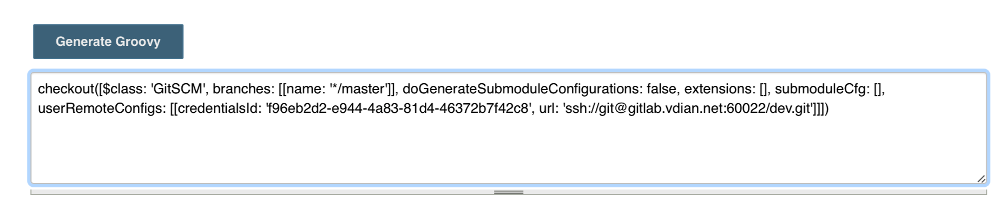 Generate Groovy
checkout([$class: 'GitSCM', branches: [[name: '*/master']], doGenerateSubmoduleConfigurations: false, extensions: [], submoduleCfg: [],
userRemoteConfigs: [[credentialsId: 'f96eb2d2-e944-4a83-81d4-46372b7f42c8', url: 'ssh://git@gitlab.vdian.net:60022/dev.git']]])